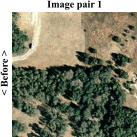 Image pair 1
< Before >